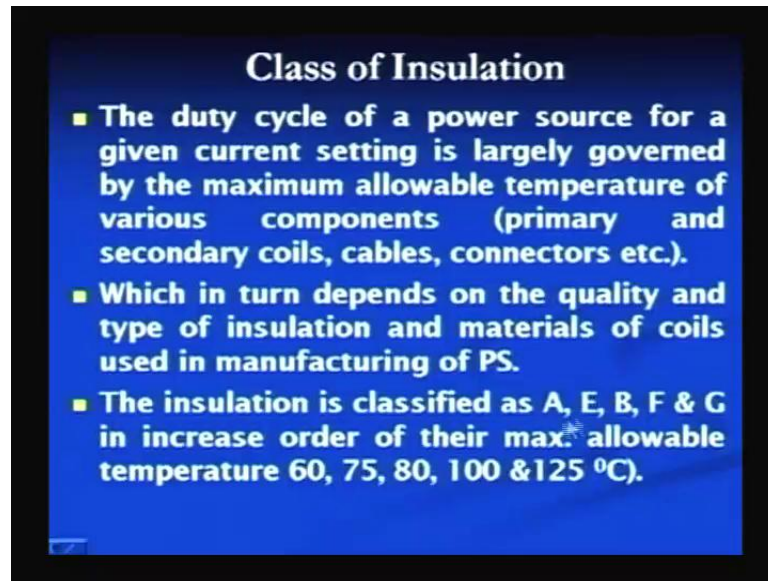 Class of Insulation
The duty cycle of a power source for a
given current setting is largely governed
by the maximum allowable temperature of
various components (primary and
secondary coils, cables, connectors etc.).
Which in turn depends on the quality and
type of insulation and materials of coils
used in manufacturing of PS.
The insulation is classified as A, E, B, F & G
in increase order of their max. allowable
temperature 60, 75, 80, 100 &125 ⁰C).